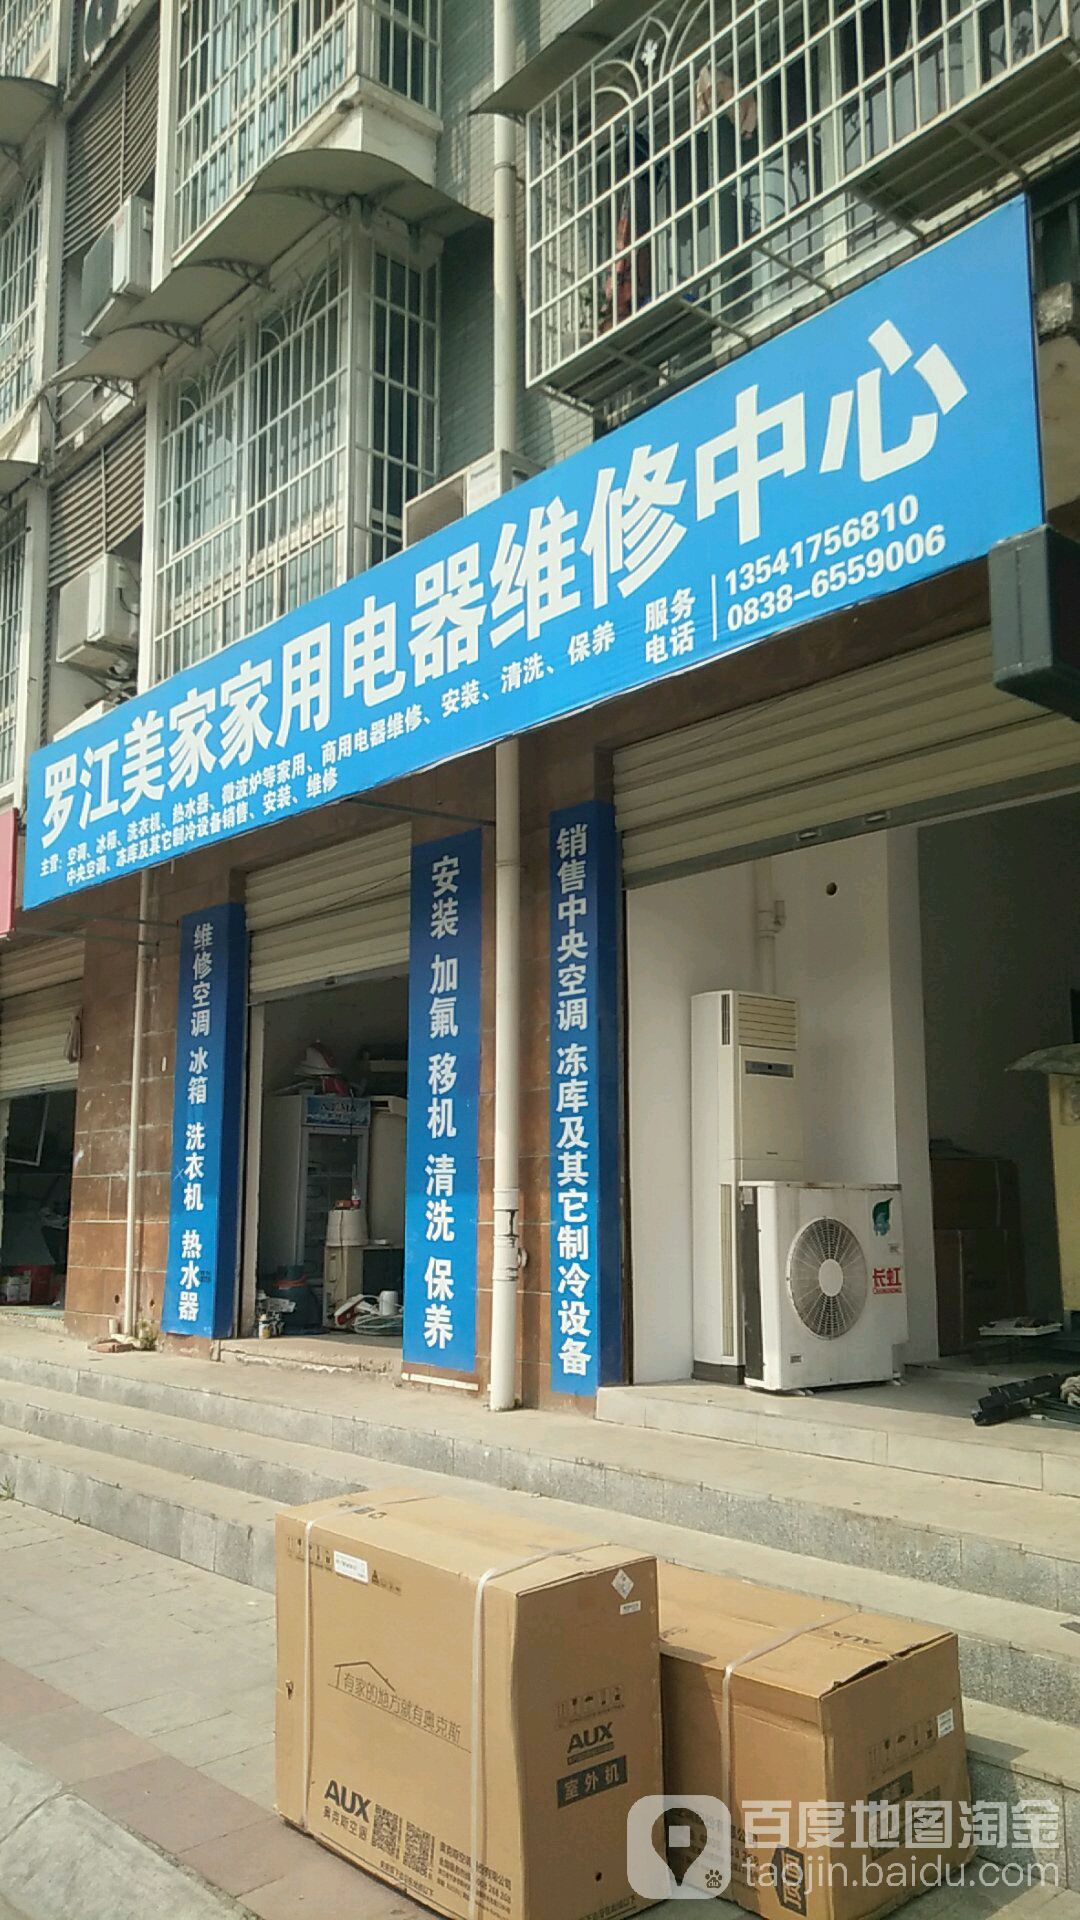 罗江美家家用电器维修中心
主营：空调、冰箱、洗衣机、热水器、微波炉等家用、商用电器维修、安装、清洗、保养
中央空调、冻库及其它制冷设备销售、安装、维修
服务电话
13541756810
0838-6559006
维修空调 冰箱 洗衣机 热水器
安装 加氟 移机 清洗 保养
销售中央空调 冻库及其它制冷设备
长虹
CHANGHONG
有家的地方就有奥克斯
AUX
奥克斯空调
AUX
室外机
百度地图淘金
taojin.baidu.com